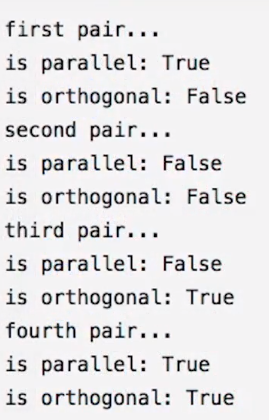 first pair...
is parallel: True
is orthogonal: False
second pair...
is parallel: False
is orthogonal: False
third pair...
is parallel: False
is orthogonal: True
fourth pair...
is parallel: True
is orthogonal: True